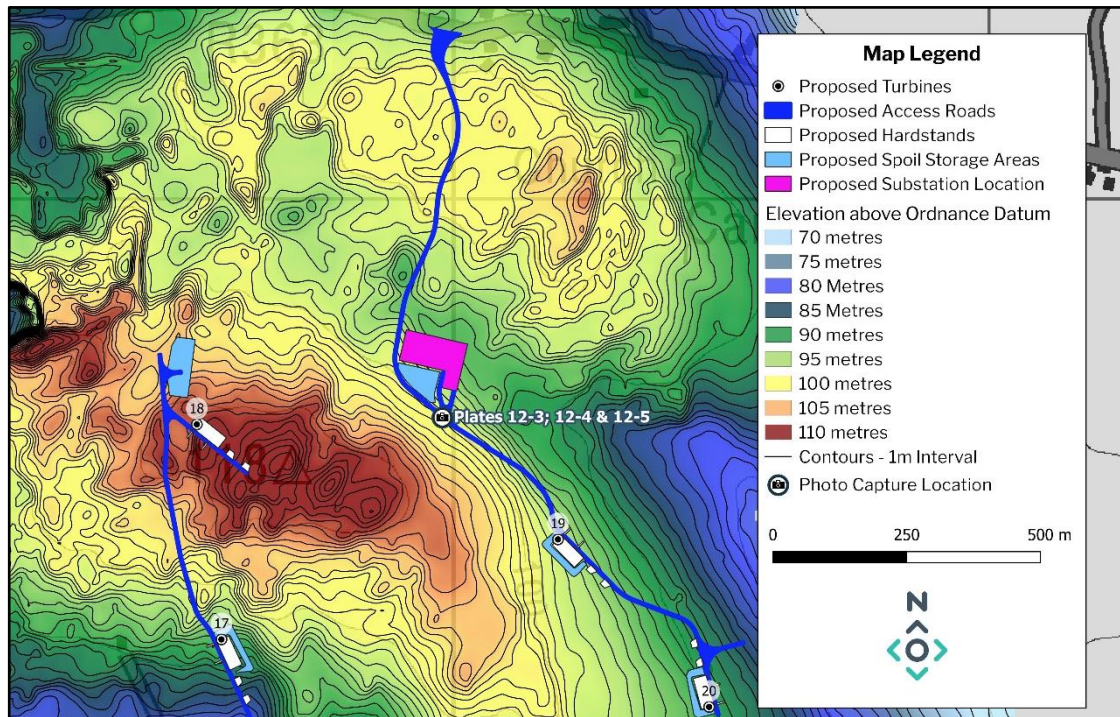 Map Legend
Proposed Turbines
Proposed Access Roads
Proposed Hardstands
Proposed Spoil Storage Areas
Proposed Substation Location
Elevation above Ordnance Datum
70 metres
75 metres
80 Metres
85 Metres
90 metres
95 metres
100 metres
105 metres
110 metres
Contours - 1m Interval
Photo Capture Location
0 250 500 m
N
18
Plates 12-3; 12-4 & 12-5
19
17
20